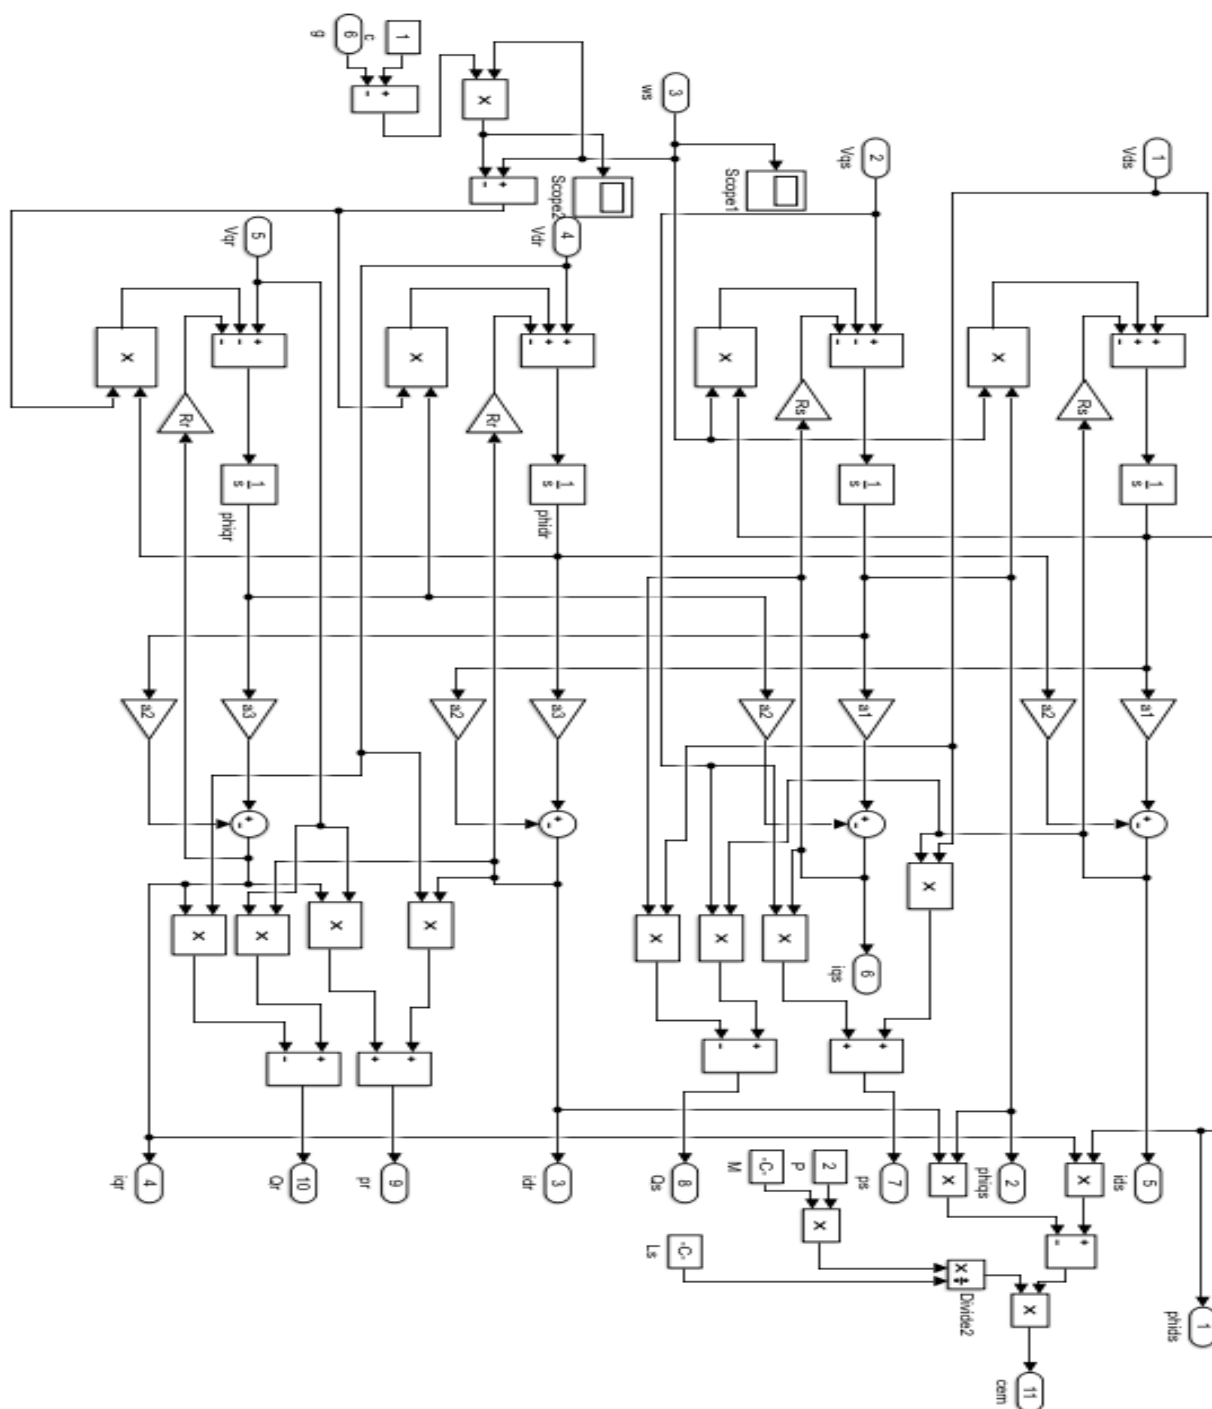 1
Vds
+
+
-
x
Rs
1
s
a1
a2
+
-
x
5
ids
x
+
-
1
phids
2
phiqs
x
x
11
cem
x
÷
Divide2
2
Vqs
+
-
-
x
Rs
1
s
a1
a2
+
-
6
iqs
x
x
x
+
+
7
ps
+
-
8
Qs
2
P
-C-
M
x
-C-
Ls
3
ws
Scope1
Scope2
1
c
6
g
+
-
x
+
-
4
Vdr
+
+
-
x
Rr
1
s
phidr
a3
a2
+
-
3
idr
x
x
+
+
9
pr
5
Vqr
+
-
-
x
Rr
1
s
phiqr
a3
a2
+
-
x
x
+
-
10
Qr
4
iqr